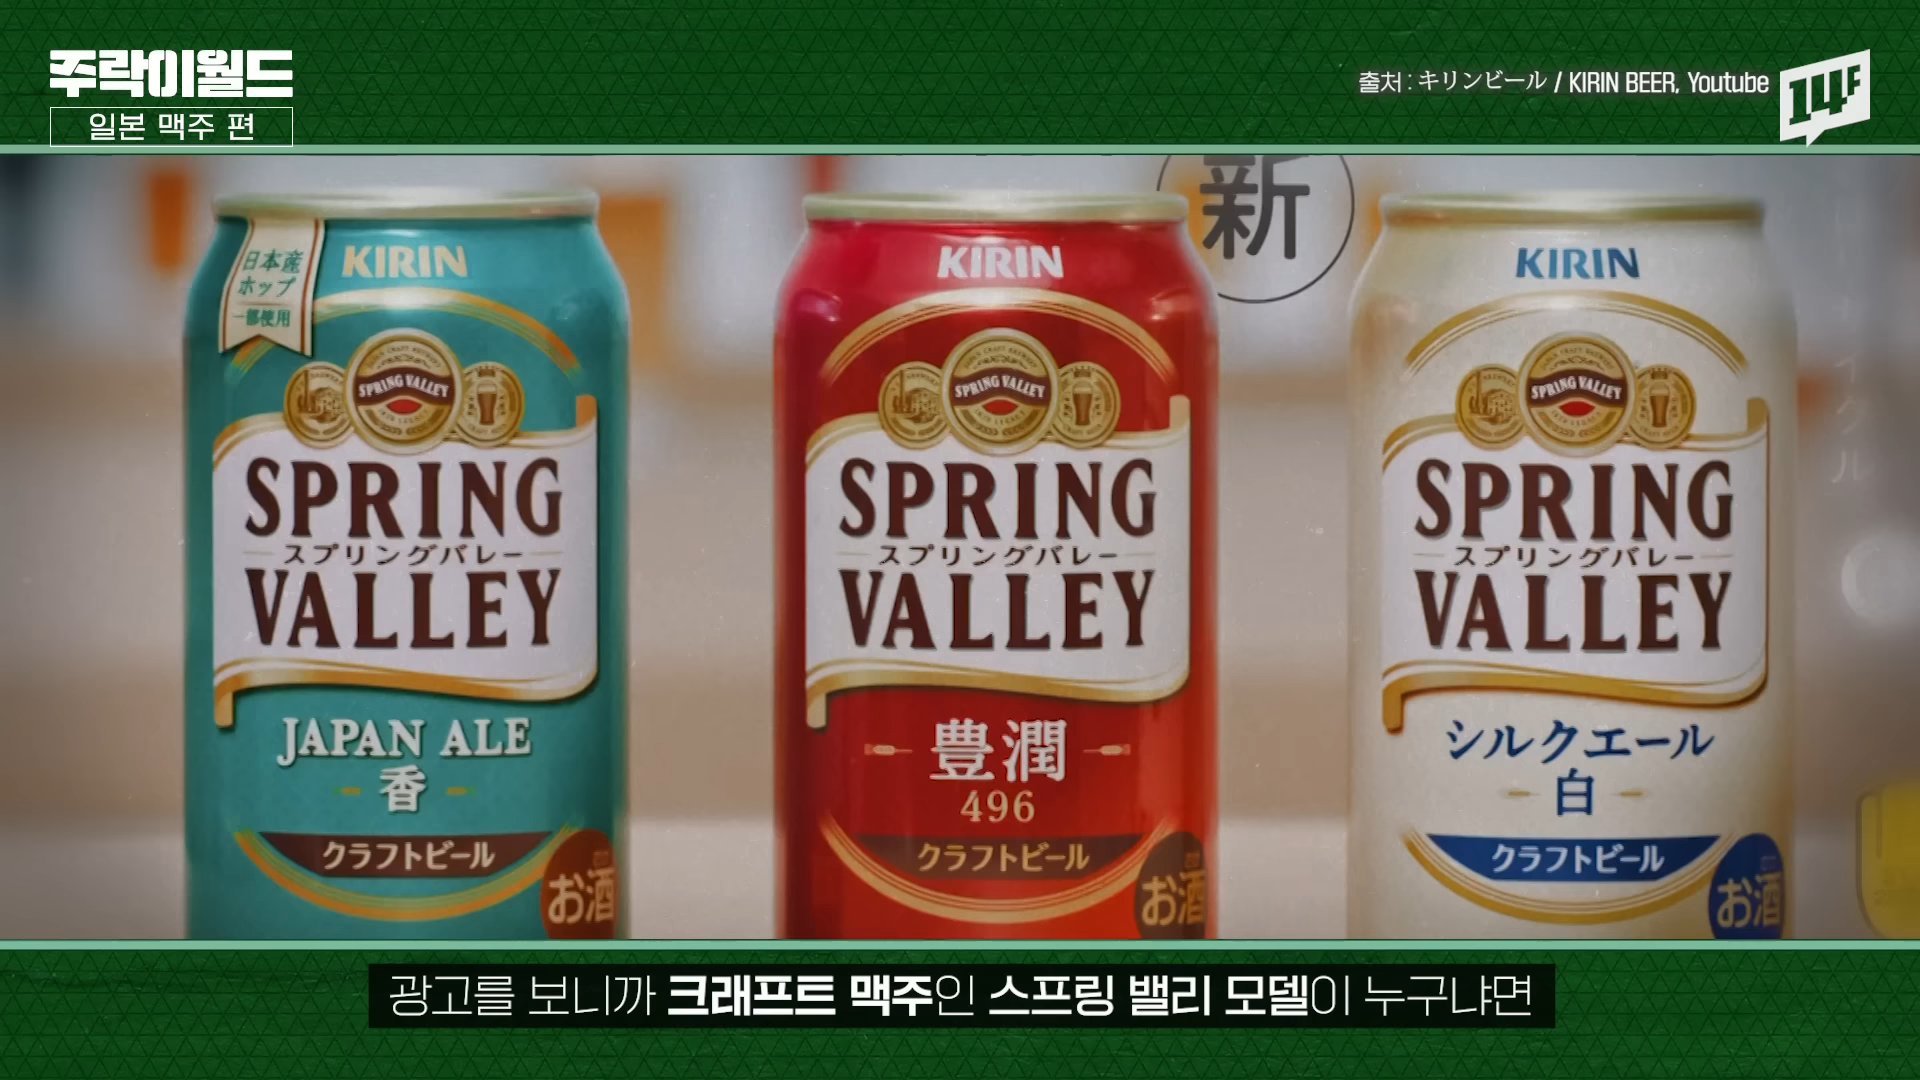 주락이월드
일본 맥주 편
출처 : キリンビール / KIRIN BEER, Youtube
14F
新
日本産
ホップ
一部使用
KIRIN
SPRING VALLEY
SPRING
スプリングバレー
VALLEY
JAPAN ALE
香
クラフトビール
お酒
KIRIN
SPRING VALLEY
SPRING
スプリングバレー
VALLEY
豊潤
496
クラフトビール
お酒
KIRIN
SPRING VALLEY
SPRING
スプリングバレー
VALLEY
シルクエール
白
クラフトビール
お酒
광고를 보니까 크래프트 맥주인 스프링 밸리 모델이 누구냐면